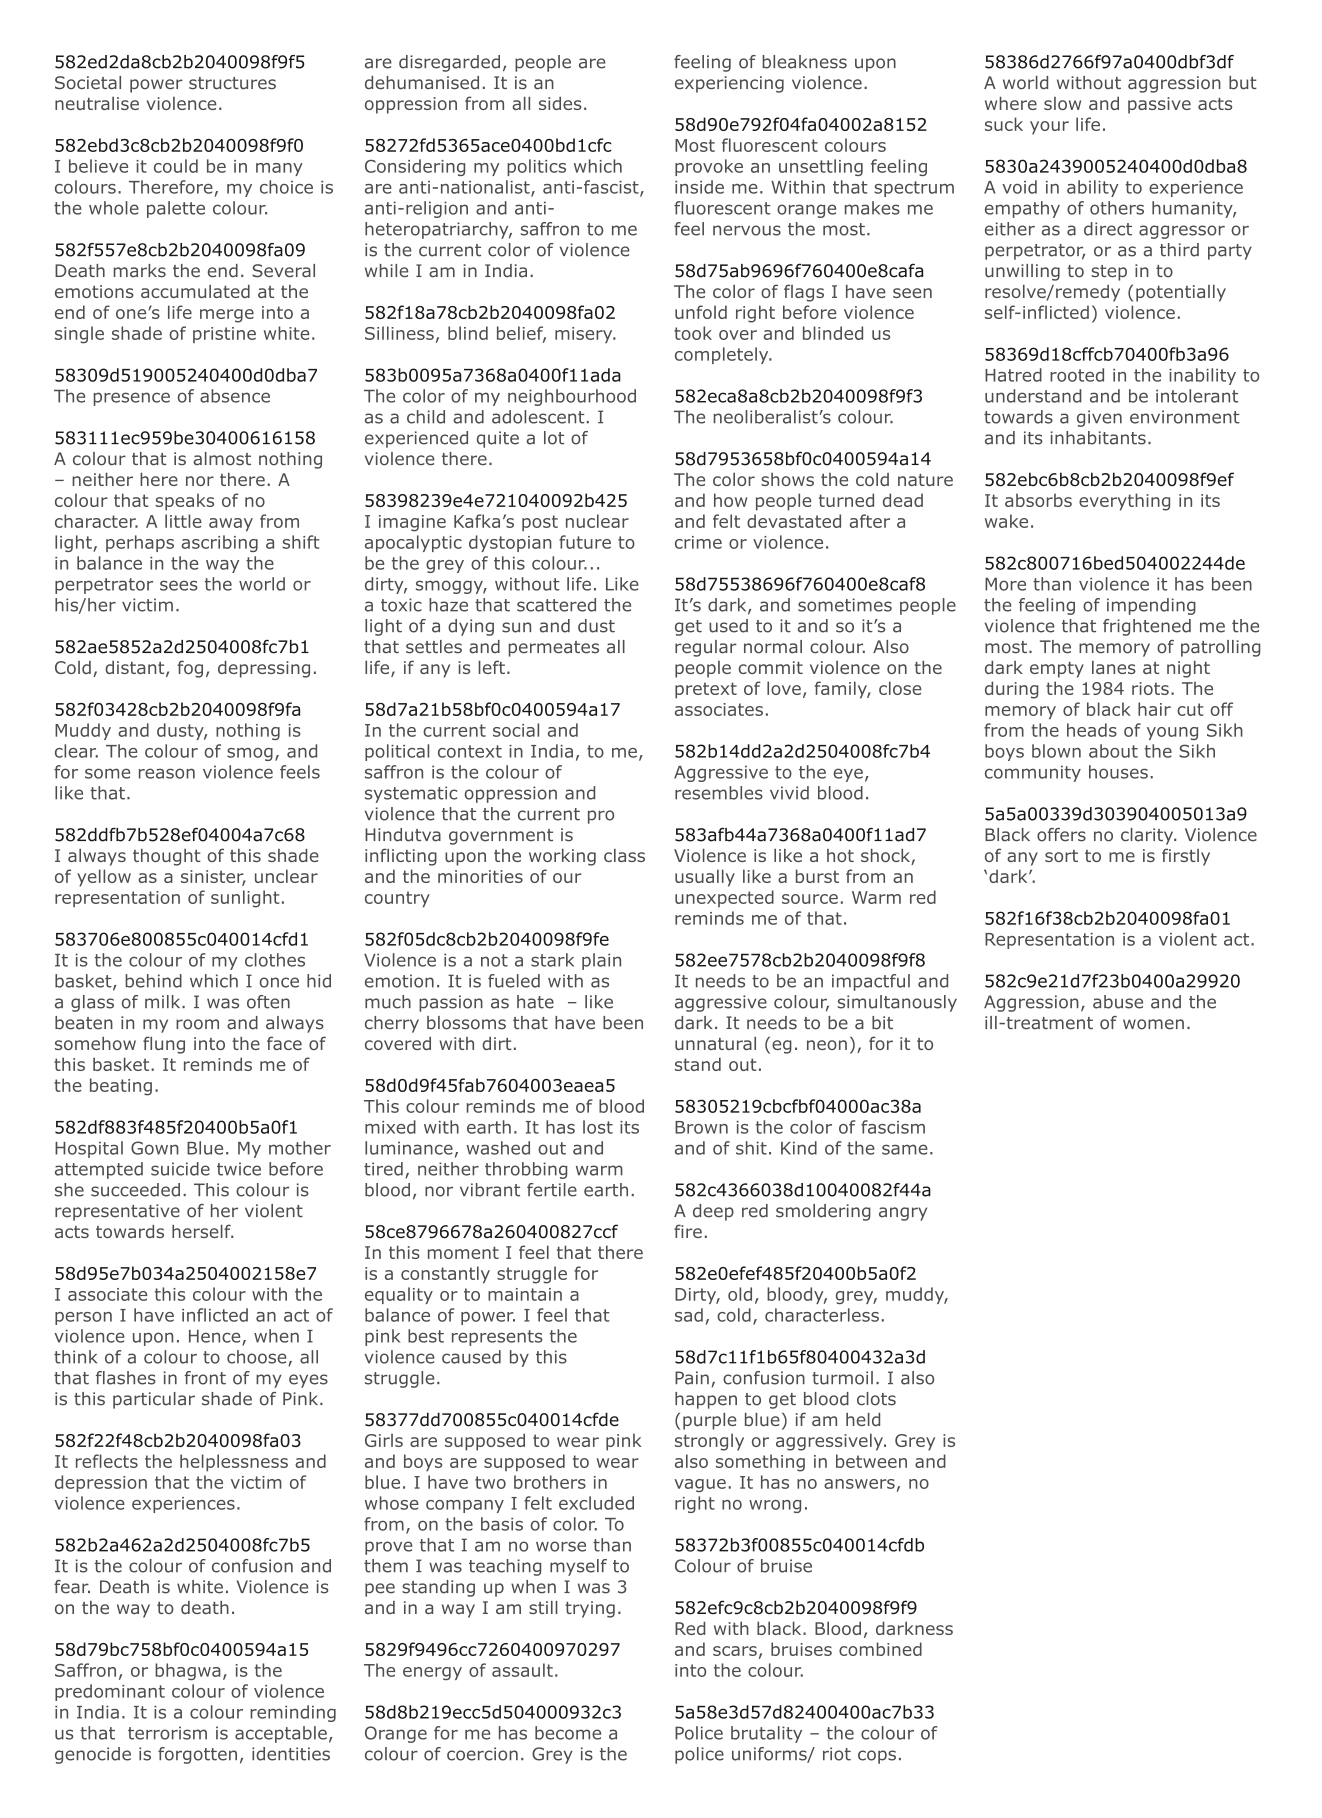 582ed2da8cb2b2040098f9f5
Societal power structures
neutralise violence.
582ebd3c8cb2b2040098f9f0
I believe it could be in many
colours. Therefore, my choice is
the whole palette colour.
582f557e8cb2b2040098fa09
Death marks the end. Several
emotions accumulated at the
end of one’s life merge into a
single shade of pristine white.
58309d519005240400d0dba7
The presence of absence
583111ec959be30400616158
A colour that is almost nothing
– neither here nor there. A
colour that speaks of no
character. A little away from
light, perhaps ascribing a shift
in balance in the way the
perpetrator sees the world or
his/her victim.
582ae5852a2d2504008fc7b1
Cold, distant, fog, depressing.
582f03428cb2b2040098f9fa
Muddy and dusty, nothing is
clear. The colour of smog, and
for some reason violence feels
like that.
582ddfb7b528ef04004a7c68
I always thought of this shade
of yellow as a sinister, unclear
representation of sunlight.
583706e800855c040014cfd1
It is the colour of my clothes
basket, behind which I once hid
a glass of milk. I was often
beaten in my room and always
somehow flung into the face of
this basket. It reminds me of
the beating.
582df883f485f20400b5a0f1
Hospital Gown Blue. My mother
attempted suicide twice before
she succeeded. This colour is
representative of her violent
acts towards herself.
58d95e7b034a2504002158e7
I associate this colour with the
person I have inflicted an act of
violence upon. Hence, when I
think of a colour to choose, all
that flashes in front of my eyes
is this particular shade of Pink.
582f22f48cb2b2040098fa03
It reflects the helplessness and
depression that the victim of
violence experiences.
582b2a462a2d2504008fc7b5
It is the colour of confusion and
fear. Death is white. Violence is
on the way to death.
58d79bc758bf0c0400594a15
Saffron, or bhagwa, is the
predominant colour of violence
in India. It is a colour reminding
us that  terrorism is acceptable,
genocide is forgotten, identities
are disregarded, people are
dehumanised. It is an
oppression from all sides.
58272fd5365ace0400bd1cfc
Considering my politics which
are anti-nationalist, anti-fascist,
anti-religion and anti-
heteropatriarchy, saffron to me
is the current color of violence
while I am in India.
582f18a78cb2b2040098fa02
Silliness, blind belief, misery.
583b0095a7368a0400f11ada
The color of my neighbourhood
as a child and adolescent. I
experienced quite a lot of
violence there.
58398239e4e721040092b425
I imagine Kafka’s post nuclear
apocalyptic dystopian future to
be the grey of this colour...
dirty, smoggy, without life. Like
a toxic haze that scattered the
light of a dying sun and dust
that settles and permeates all
life, if any is left.
58d7a21b58bf0c0400594a17
In the current social and
political context in India, to me,
saffron is the colour of
systematic oppression and
violence that the current pro
Hindutva government is
inflicting upon the working class
and the minorities of our
country
582f05dc8cb2b2040098f9fe
Violence is a not a stark plain
emotion. It is fueled with as
much passion as hate  – like
cherry blossoms that have been
covered with dirt.
58d0d9f45fab7604003eaea5
This colour reminds me of blood
mixed with earth. It has lost its
luminance, washed out and
tired, neither throbbing warm
blood, nor vibrant fertile earth.
58ce8796678a260400827ccf
In this moment I feel that there
is a constantly struggle for
equality or to maintain a
balance of power. I feel that
pink best represents the
violence caused by this
struggle.
58377dd700855c040014cfde
Girls are supposed to wear pink
and boys are supposed to wear
blue. I have two brothers in
whose company I felt excluded
from, on the basis of color. To
prove that I am no worse than
them I was teaching myself to
pee standing up when I was 3
and in a way I am still trying.
5829f9496cc7260400970297
The energy of assault.
58d8b219ecc5d504000932c3
Orange for me has become a
colour of coercion. Grey is the
feeling of bleakness upon
experiencing violence.
58d90e792f04fa04002a8152
Most fluorescent colours
provoke an unsettling feeling
inside me. Within that spectrum
fluorescent orange makes me
feel nervous the most.
58d75ab9696f760400e8cafa
The color of flags I have seen
unfold right before violence
took over and blinded us
completely.
582eca8a8cb2b2040098f9f3
The neoliberalist’s colour.
58d7953658bf0c0400594a14
The color shows the cold nature
and how people turned dead
and felt devastated after a
crime or violence.
58d75538696f760400e8caf8
It’s dark, and sometimes people
get used to it and so it’s a
regular normal colour. Also
people commit violence on the
pretext of love, family, close
associates.
582b14dd2a2d2504008fc7b4
Aggressive to the eye,
resembles vivid blood.
583afb44a7368a0400f11ad7
Violence is like a hot shock,
usually like a burst from an
unexpected source. Warm red
reminds me of that.
582ee7578cb2b2040098f9f8
It needs to be an impactful and
aggressive colour, simultanously
dark. It needs to be a bit
unnatural (eg. neon), for it to
stand out.
58305219cbcfbf04000ac38a
Brown is the color of fascism
and of shit. Kind of the same.
582c4366038d10040082f44a
A deep red smoldering angry
fire.
582e0efef485f20400b5a0f2
Dirty, old, bloody, grey, muddy,
sad, cold, characterless.
58d7c11f1b65f80400432a3d
Pain, confusion turmoil. I also
happen to get blood clots
(purple blue) if am held
strongly or aggressively. Grey is
also something in between and
vague. It has no answers, no
right no wrong.
58372b3f00855c040014cfdb
Colour of bruise
582efc9c8cb2b2040098f9f9
Red with black. Blood, darkness
and scars, bruises combined
into the colour.
5a58e3d57d82400400ac7b33
Police brutality – the colour of
police uniforms/ riot cops.
58386d2766f97a0400dbf3df
A world without aggression but
where slow and passive acts
suck your life.
5830a2439005240400d0dba8
A void in ability to experience
empathy of others humanity,
either as a direct aggressor or
perpetrator, or as a third party
unwilling to step in to
resolve/remedy (potentially
self-inflicted) violence.
58369d18cffcb70400fb3a96
Hatred rooted in the inability to
understand and be intolerant
towards a given environment
and its inhabitants.
582ebc6b8cb2b2040098f9ef
It absorbs everything in its
wake.
582c800716bed504002244de
More than violence it has been
the feeling of impending
violence that frightened me the
most. The memory of patrolling
dark empty lanes at night
during the 1984 riots. The
memory of black hair cut off
from the heads of young Sikh
boys blown about the Sikh
community houses.
5a5a00339d303904005013a9
Black offers no clarity. Violence
of any sort to me is firstly
‘dark’.
582f16f38cb2b2040098fa01
Representation is a violent act.
582c9e21d7f23b0400a29920
Aggression, abuse and the
ill-treatment of women.